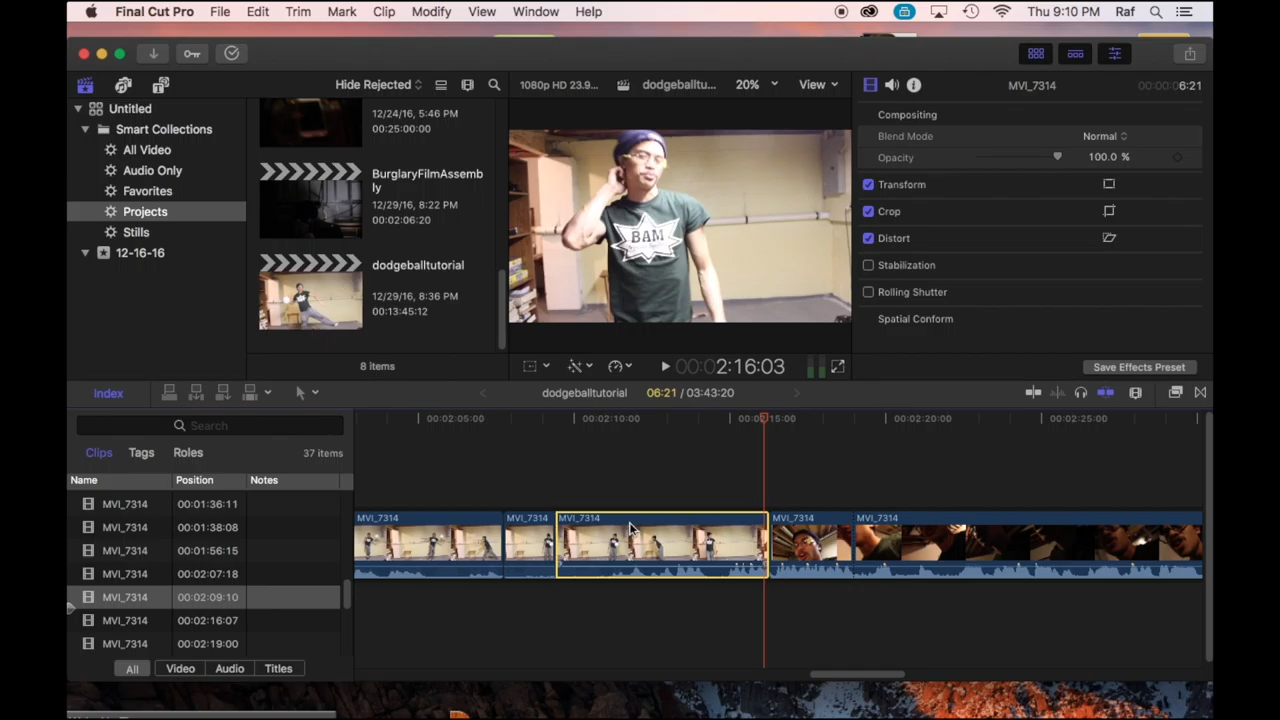 Final Cut Pro File Edit Trim Mark Clip Modify View Window Help Thu 9:10 PM Raf
Hide Rejected
1080p HD 23.9... dodgeballtu... 20% View
MVI_7314 00:00:06:21
Untitled
Smart Collections
All Video
Audio Only
Favorites
Projects
Stills
12-16-16
12/24/16, 5:46 PM
00:25:00:00
BurglaryFilmAssemb
ly
12/29/16, 8:22 PM
00:02:06:20
dodgeballtutorial
12/29/16, 8:36 PM
00:13:45:12
8 items
BAM
00:02:16:03
Compositing
Blend Mode Normal
Opacity 100.0 %
Transform
Crop
Distort
Stabilization
Rolling Shutter
Spatial Conform
Save Effects Preset
Index dodgeballtutorial 06:21 / 03:43:20
Search
Clips Tags Roles 37 items
Name Position Notes
MVI_7314 00:01:36:11
MVI_7314 00:01:38:08
MVI_7314 00:01:56:15
MVI_7314 00:02:07:18
MVI_7314 00:02:09:10
MVI_7314 00:02:16:07
MVI_7314 00:02:19:00
All Video Audio Titles
00:02:05:00 00:02:10:00 00:02:15:00 00:02:20:00 00:02:25:00
MVI_7314 MVI_7314 MVI_7314 MVI_7314 MVI_7314